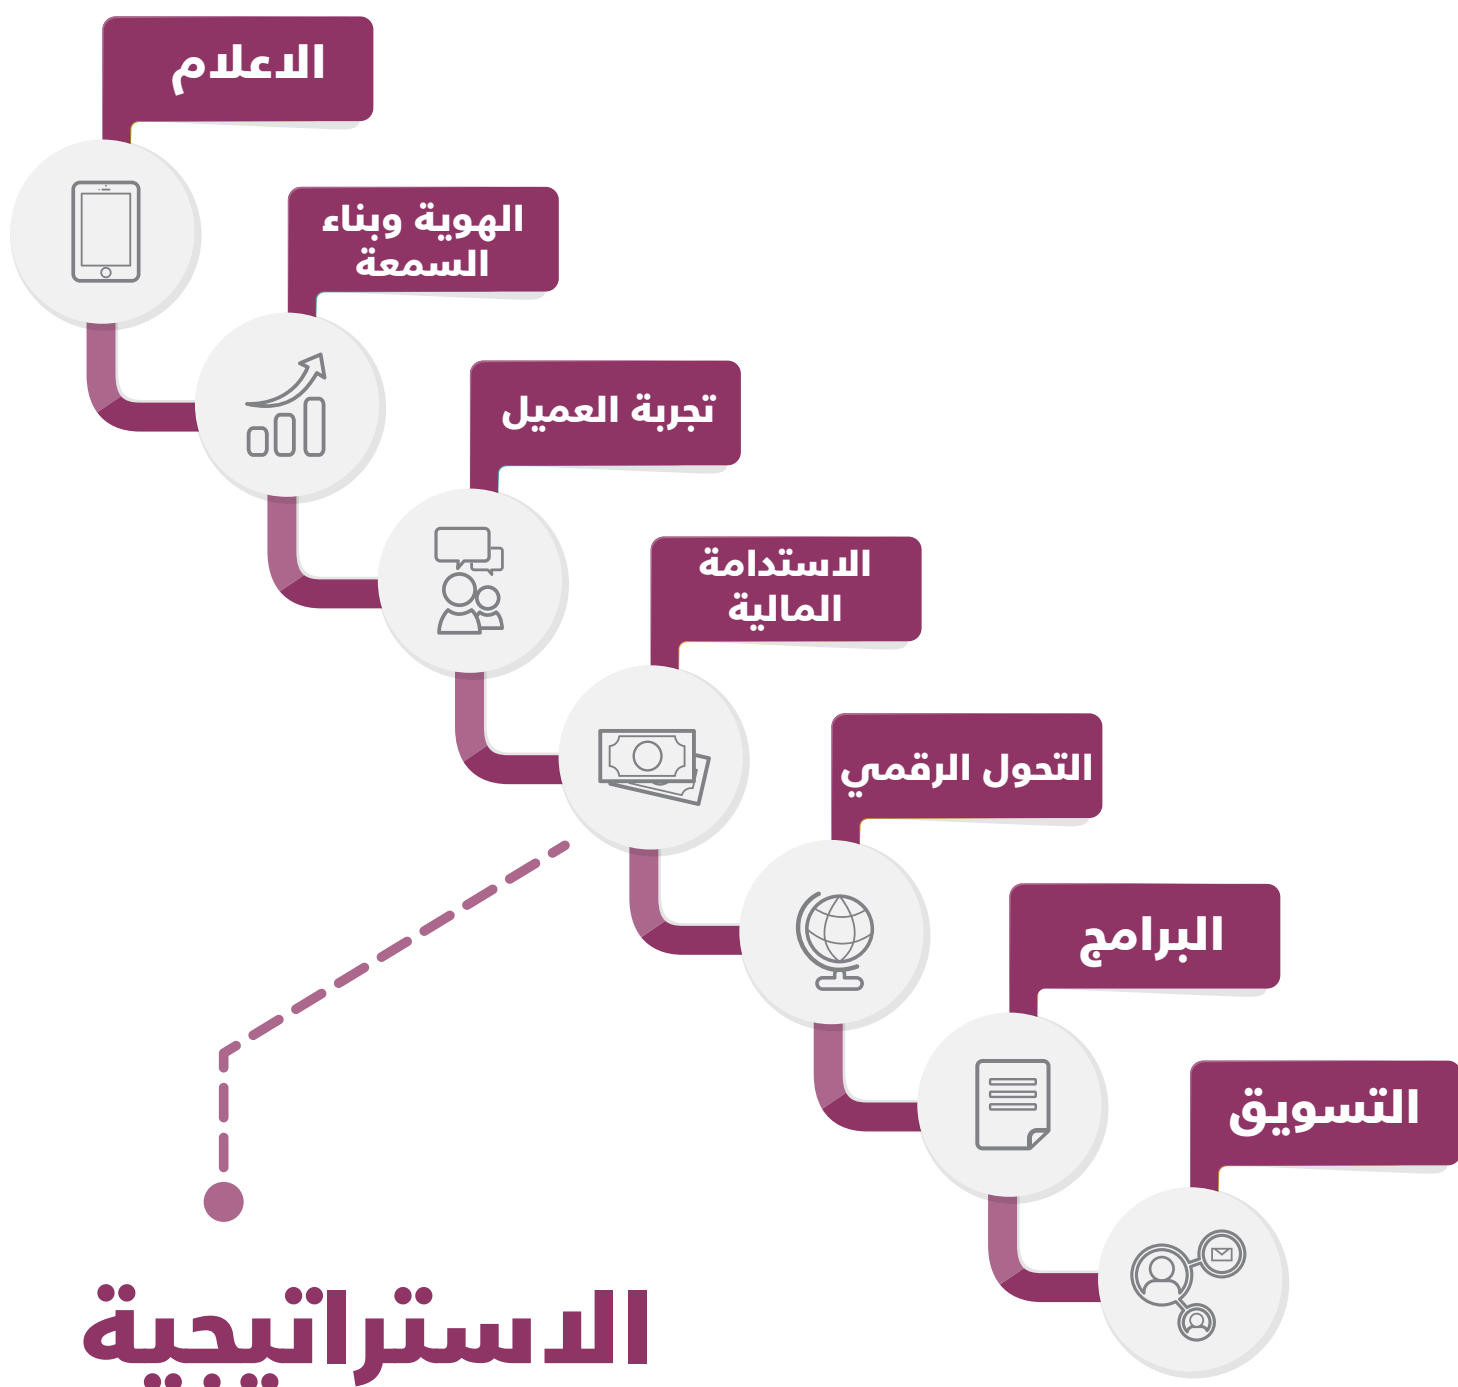 الاعلام
الهوية وبناء
السمعة
تجربة العميل
الاستدامة
المالية
التحول الرقمي
البرامج
التسويق
الاستراتيجية